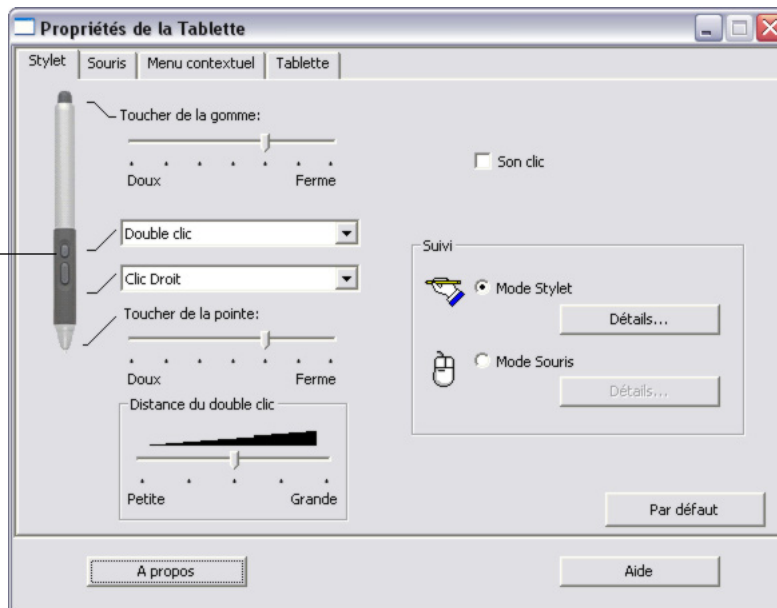 Propriétés de la Tablette
Stylet Souris Menu contextuel Tablette
Toucher de la gomme:
Doux Ferme
Son clic
Double clic
Clic Droit
Toucher de la pointe:
Doux Ferme
Distance du double clic
Petite Grande
Suivi
Mode Stylet
Détails...
Mode Souris
Détails...
Par défaut
A propos
Aide